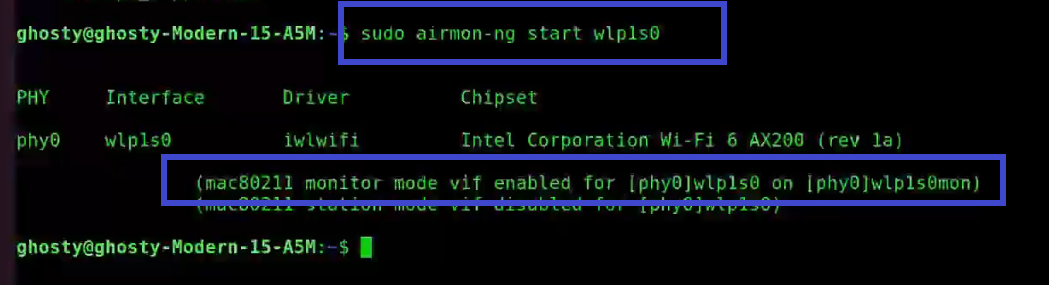 ghosty@ghosty-Modern-15-A5M:~$ sudo airmon-ng start wlp1s0
PHY Interface Driver Chipset
phy0 wlp1s0 iwlwifi Intel Corporation Wi-Fi 6 AX200 (rev 1a)
(mac80211 monitor mode vif enabled for [phy0]wlp1s0 on [phy0]wlp1s0mon)
(mac80211 station mode vif disabled for [phy0]wlp1s0)
ghosty@ghosty-Modern-15-A5M:~$